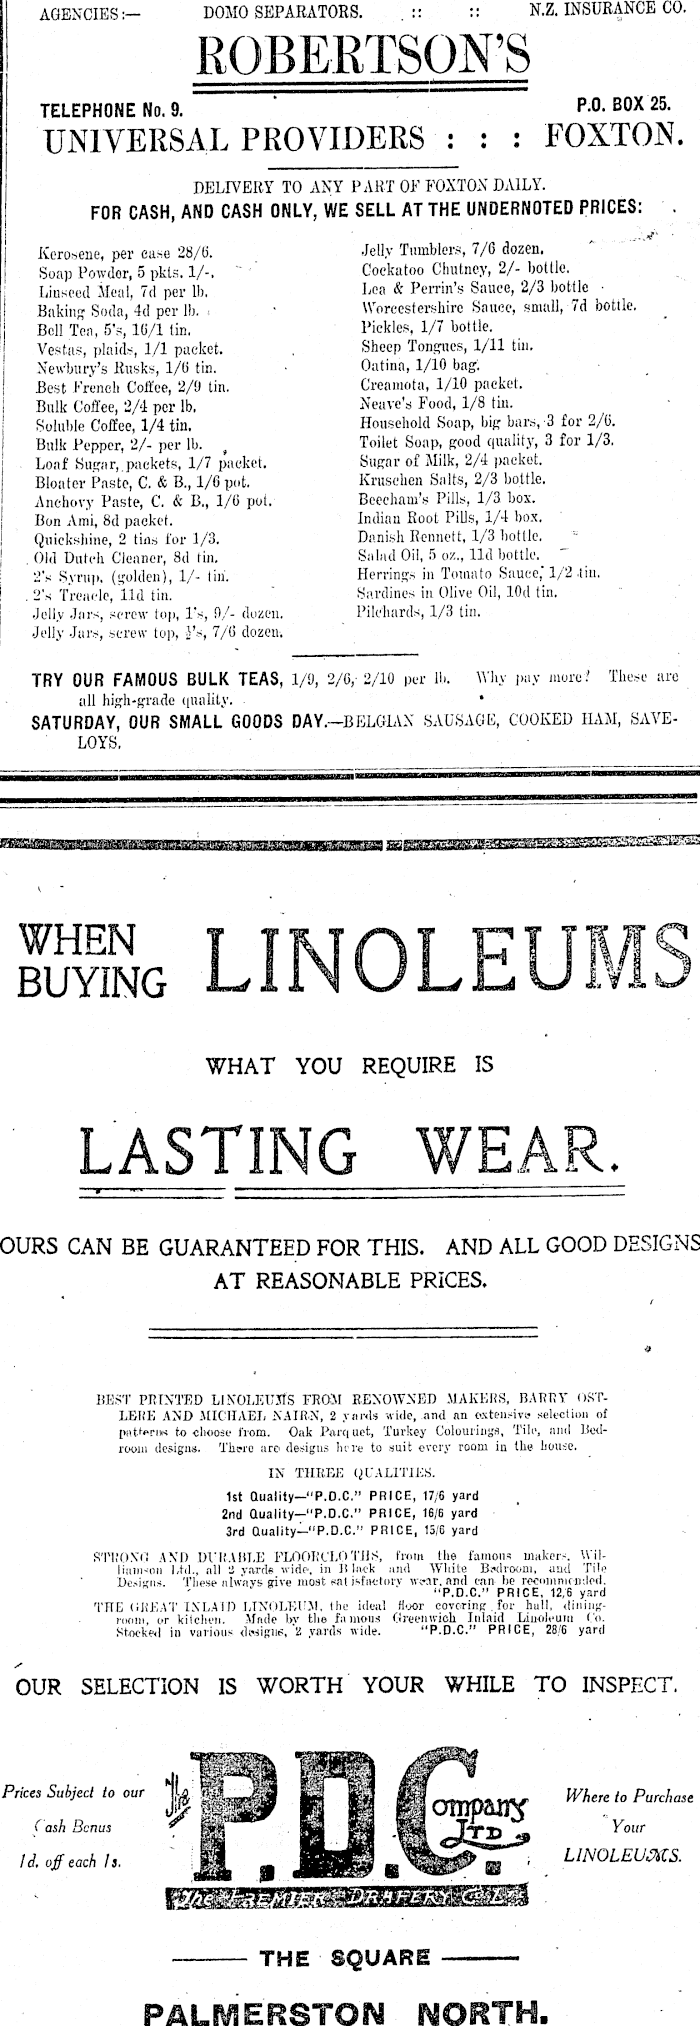 AGENCIES:— DOMO SEPARATORS. :: :: N.Z. INSURANCE CO.
ROBERTSON'S
TELEPHONE No. 9. P.O. BOX 25.
UNIVERSAL PROVIDERS : : : FOXTON.
DELIVERY TO ANY PART OF FOXTON DAILY.
FOR CASH, AND CASH ONLY, WE SELL AT THE UNDERNOTED PRICES:
Kerosene, per case 28/6.
Soap Powder, 5 pkts. 1/-.
Linseed Meal, 7d per lb.
Baking Soda, 4d per lb.
Bell Tea, 5's, 16/1 tin.
Vestas, plaids, 1/1 packet.
Newbury's Rusks, 1/6 tin.
Best French Coffee, 2/9 tin.
Bulk Coffee, 2/4 per lb.
Soluble Coffee, 1/4 tin.
Bulk Pepper, 2/- per lb.
Loaf Sugar, packets, 1/7 packet.
Bloater Paste, C. & B., 1/6 pot.
Anchovy Paste, C. & B., 1/6 pot.
Bon Ami, 8d packet.
Quickshine, 2 tins for 1/3.
Old Dutch Cleaner, 8d tin.
2's Syrup, (golden), 1/- tin.
2's Treacle, 11d tin.
Jelly Jars, screw top, 1's, 9/- dozen.
Jelly Jars, screw top, ½'s, 7/6 dozen.
Jelly Tumblers, 7/6 dozen.
Cockatoo Chutney, 2/- bottle.
Lea & Perrin's Sauce, 2/3 bottle
Worcestershire Sauce, small, 7d bottle.
Pickles, 1/7 bottle.
Sheep Tongues, 1/11 tin.
Oatina, 1/10 bag.
Creamota, 1/10 packet.
Neave's Food, 1/8 tin.
Household Soap, big bars, 3 for 2/6.
Toilet Soap, good quality, 3 for 1/3.
Sugar of Milk, 2/4 packet.
Kruschen Salts, 2/3 bottle.
Beecham's Pills, 1/3 box.
Indian Root Pills, 1/4 box.
Danish Rennett, 1/3 bottle.
Salad Oil, 5 oz., 11d bottle.
Herrings in Tomato Sauce, 1/2 tin.
Sardines in Olive Oil, 10d tin.
Pilchards, 1/3 tin.
TRY OUR FAMOUS BULK TEAS, 1/9, 2/6, 2/10 per lb. Why pay more? These are
all high-grade quality.
SATURDAY, OUR SMALL GOODS DAY.—BELGIAN SAUSAGE, COOKED HAM, SAVE-
LOYS.
WHEN
BUYING
LINOLEUMS
WHAT YOU REQUIRE IS
LASTING WEAR.
OURS CAN BE GUARANTEED FOR THIS. AND ALL GOOD DESIGNS
AT REASONABLE PRICES.
BEST PRINTED LINOLEUMS FROM RENOWNED MAKERS, BARRY OST-
LERE AND MICHAEL NAIRN, 2 yards wide, and an extensive selection of
patterns to choose from. Oak Parquet, Turkey Colourings, Tile, and Bed-
room designs. There are designs here to suit every room in the house.
IN THREE QUALITIES.
1st Quality—"P.D.C." PRICE, 17/6 yard
2nd Quality—"P.D.C." PRICE, 16/6 yard
3rd Quality—"P.D.C." PRICE, 15/6 yard
STRONG AND DURABLE FLOORCLOTHS, from the famous makers, Wil-
liamson Ltd., all 2 yards wide, in Black and White Bedroom, and Tile
Designs. These always give most satisfactory wear, and can be recommended.
"P.D.C." PRICE, 12/6 yard
THE GREAT INLAID LINOLEUM, the ideal floor covering for hall, dining-
room, or kitchen. Made by the famous Greenwich Inlaid Linoleum Co.
Stocked in various designs, 2 yards wide. "P.D.C." PRICE, 28/6 yard
OUR SELECTION IS WORTH YOUR WHILE TO INSPECT.
Prices Subject to our
Cash Bonus
1d. off each 1s.
The P.D.C. ompany LTD.
The PREMIER DRAPERY Co LTD
Where to Purchase
Your
LINOLEUMS.
THE SQUARE
PALMERSTON NORTH.